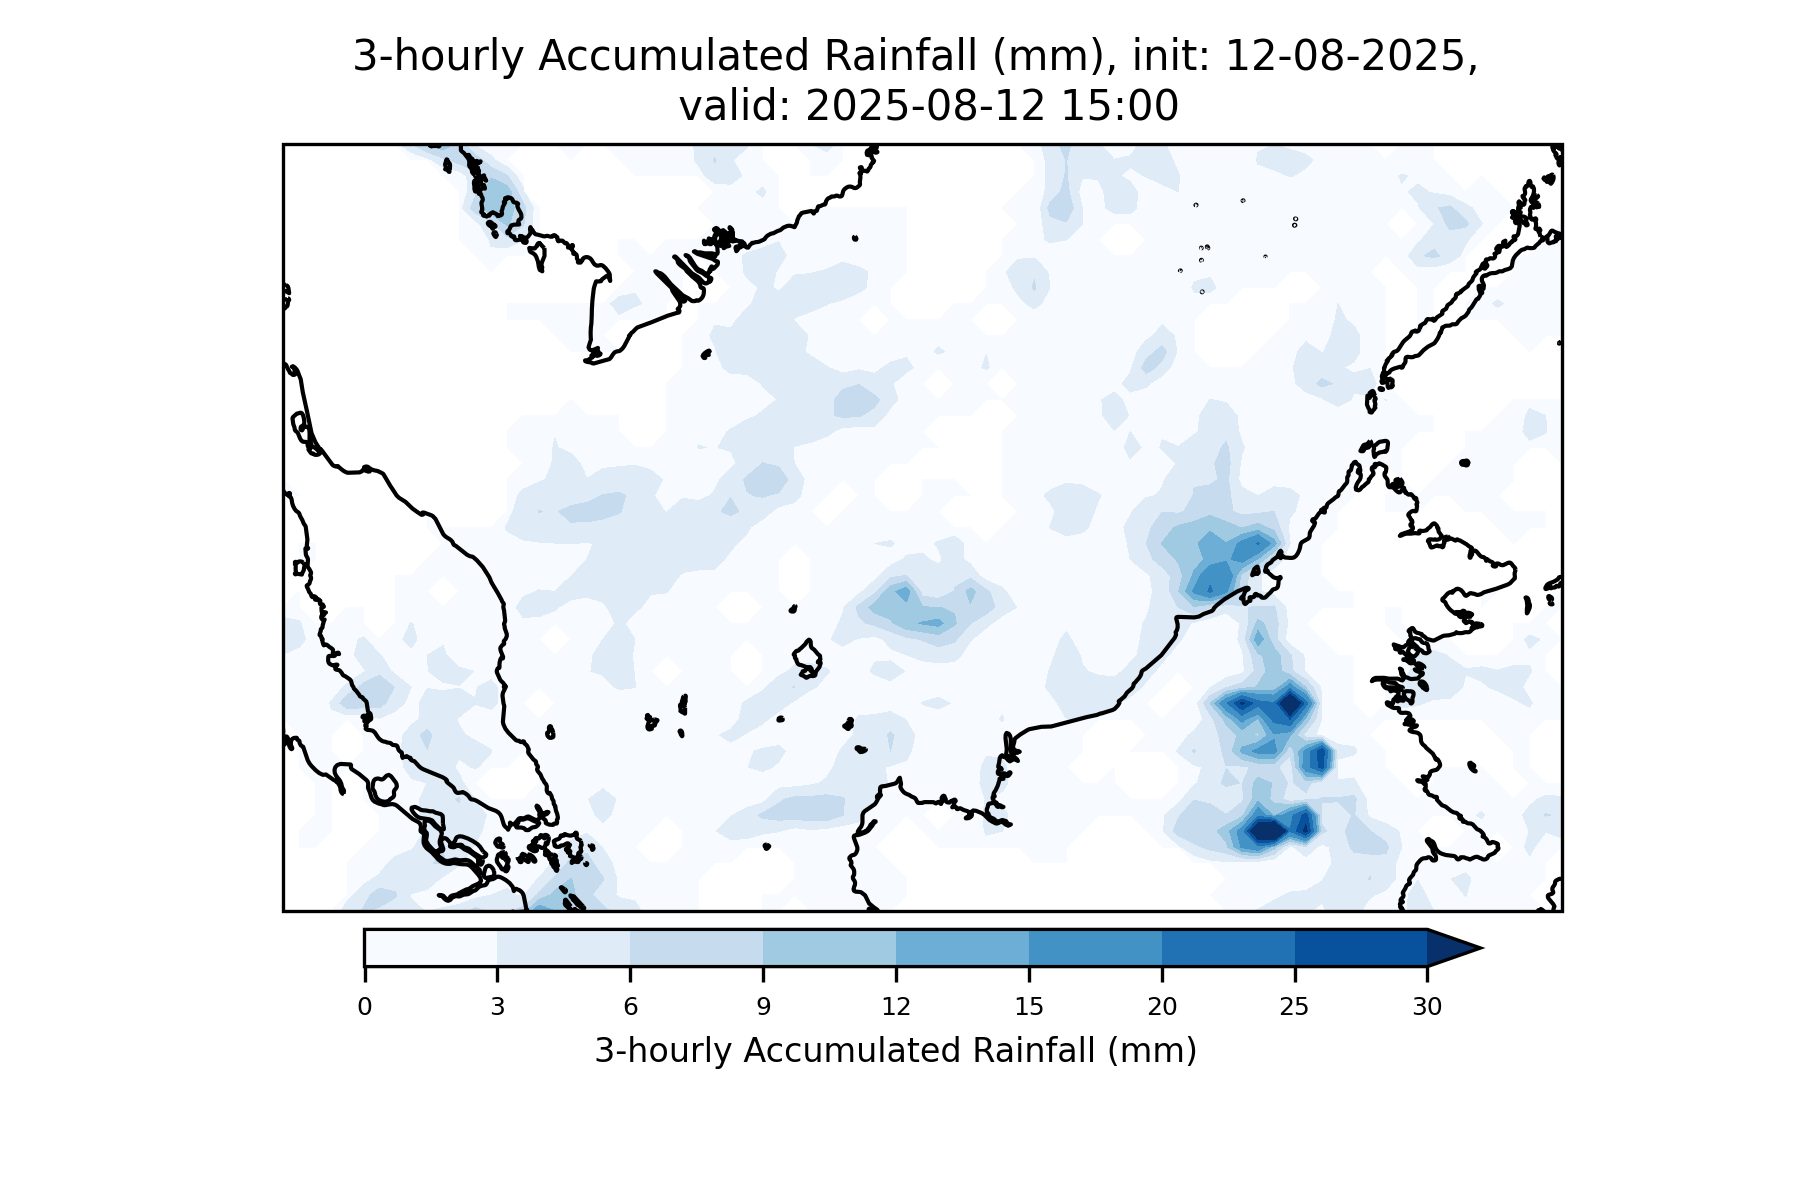 3-hourly Accumulated Rainfall (mm), init: 12-08-2025,
valid: 2025-08-12 15:00
0 3 6 9 12 15 20 25 30
3-hourly Accumulated Rainfall (mm)